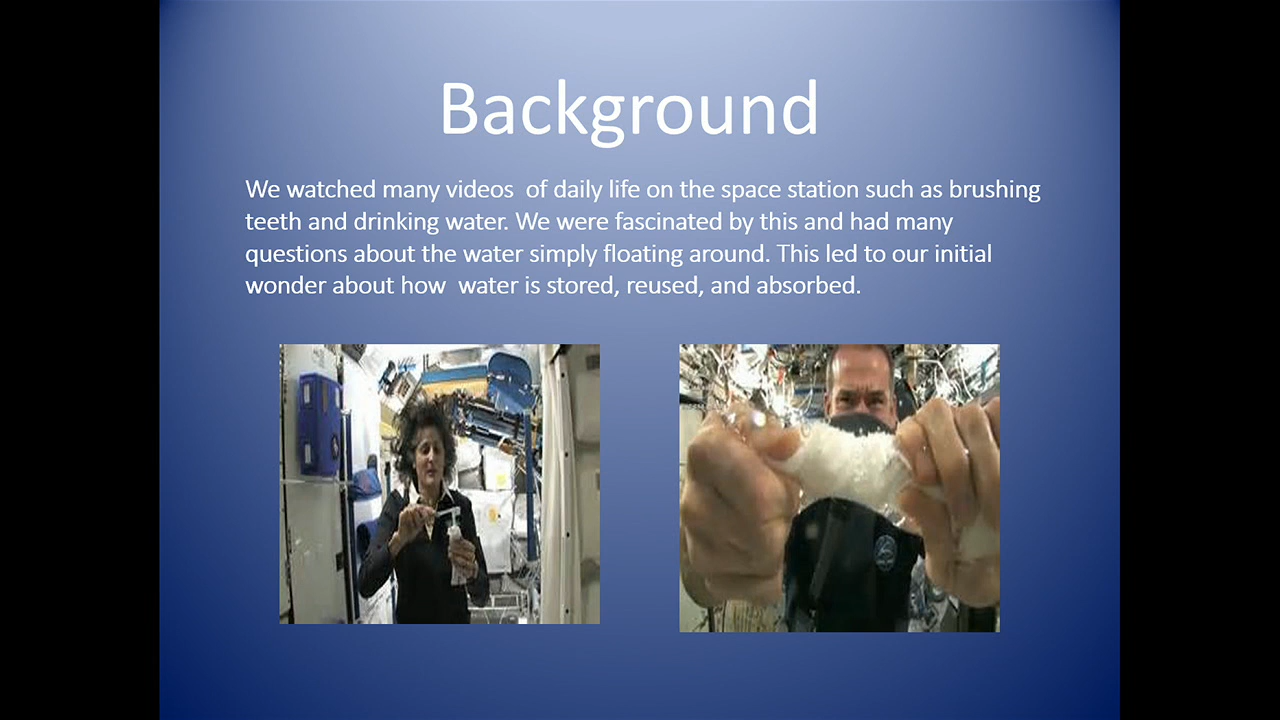 Background
We watched many videos  of daily life on the space station such as brushing
teeth and drinking water. We were fascinated by this and had many
questions about the water simply floating around. This led to our initial
wonder about how  water is stored, reused, and absorbed.